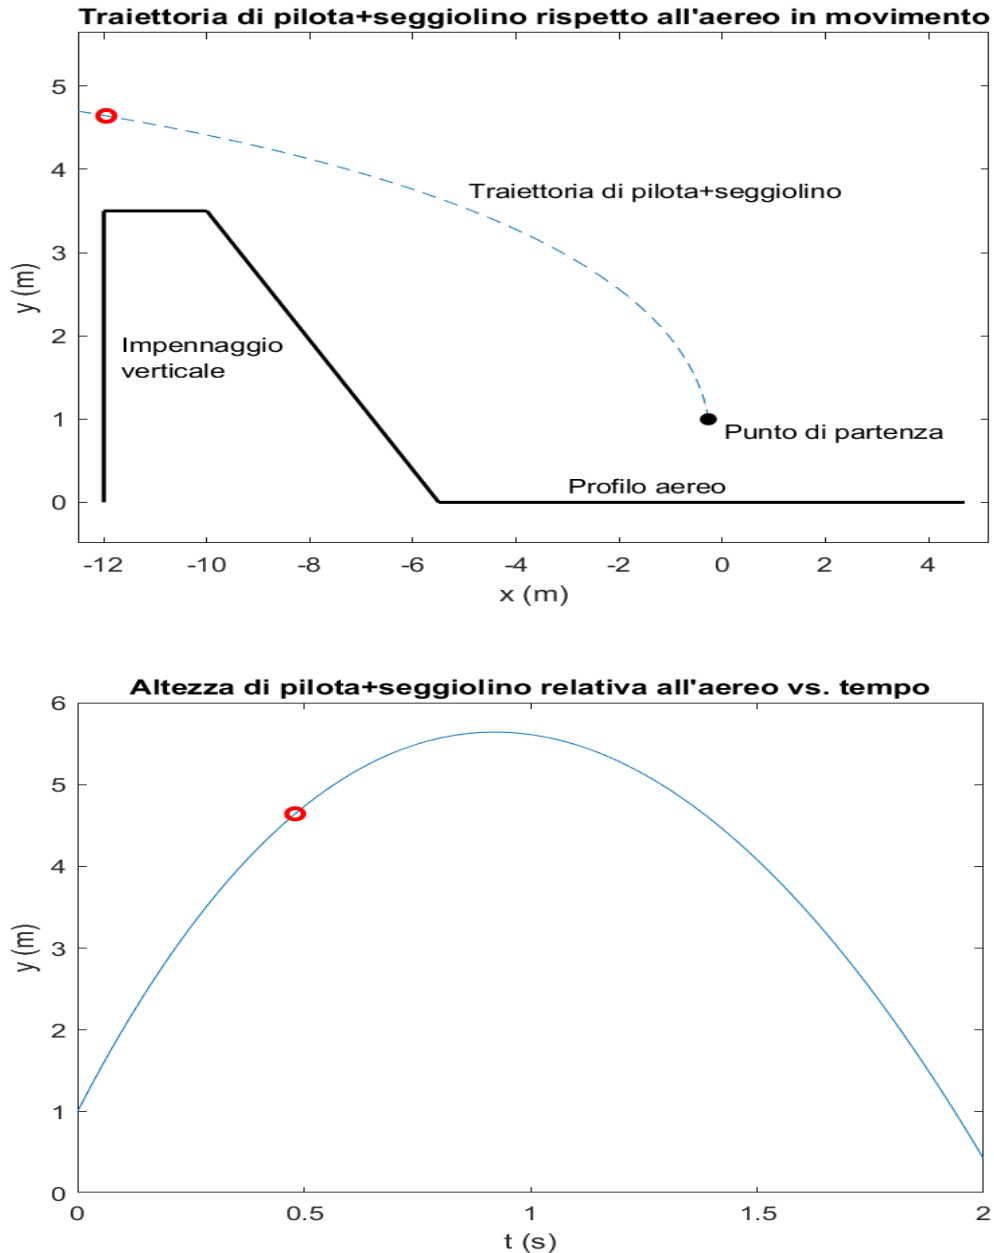 Traiettoria di pilota+seggiolino rispetto all'aereo in movimento
5
4
3
2
1
0
y (m)
Traiettoria di pilota+seggiolino
Impennaggio
verticale
Punto di partenza
Profilo aereo
-12 -10 -8 -6 -4 -2 0 2 4
x (m)
Altezza di pilota+seggiolino relativa all'aereo vs. tempo
6
5
4
3
2
1
0
y (m)
0 0.5 1 1.5 2
t (s)